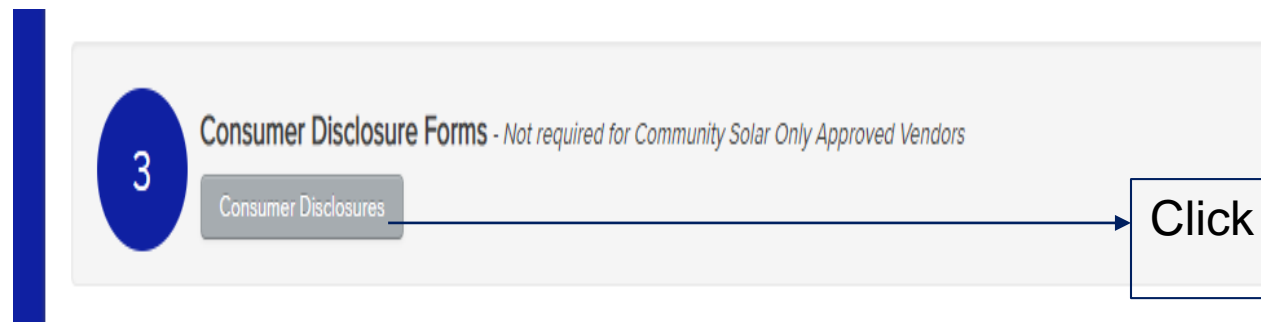 3
Consumer Disclosure Forms - Not required for Community Solar Only Approved Vendors
Consumer Disclosures
Click